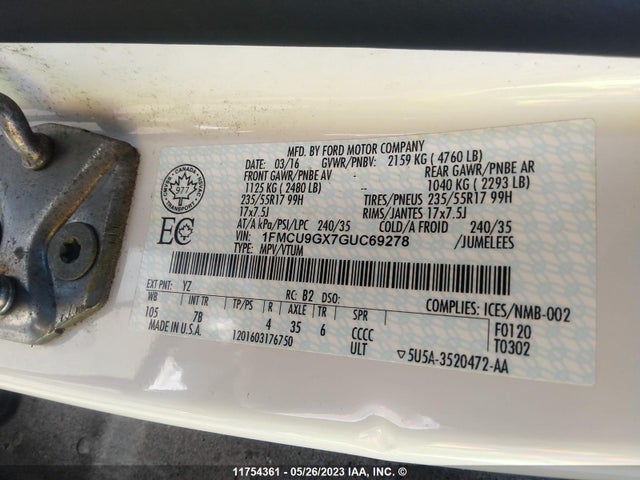 MFD. BY FORD MOTOR COMPANY
DATE: 03/16 GVWR/PNBV: 2159 KG ( 4760 LB)
FRONT GAWR/PNBE AV REAR GAWR/PNBE AR
1125 KG ( 2480 LB) -- 1040 KG ( 2293 LB)
235/55R17 99H TIRES/PNEUS 235/55R17 99H
17x7.5J RIMS/JANTES 17x7.5J
AT/A kPa/PSI/LPC 240/35 COLD/A FROID 240/35
1FMCU9GX7GUC69278 /JUMELEES
TYPE: MPV/VTUM
CANADA
977
TRANSPORT
EC
EXT PNT: YZ RC: B2 DSO: COMPLIES: ICES/NMB-002
WB INT TR TP/PS R AXLE TR SPR F0120
105 7B 4 35 6 CCCC T0302
MADE IN U.S.A. 1201603176750 ULT ▽5U5A-3520472-AA
11754361 - 05/26/2023 IAA, Inc. ©